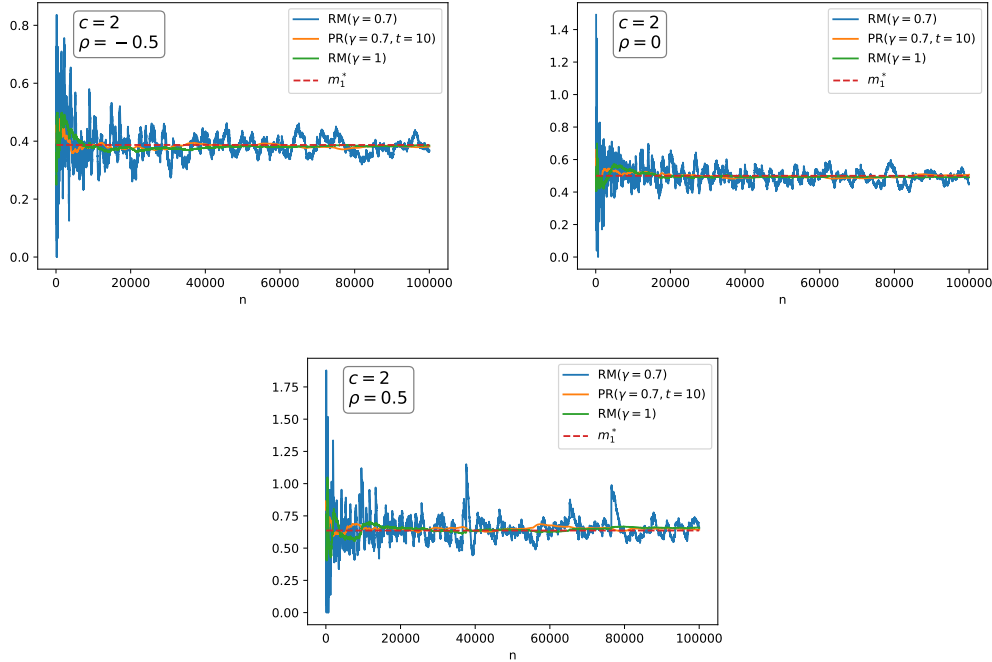 c = 2
ρ = −0.5
RM(γ = 0.7)
PR(γ = 0.7, t = 10)
RM(γ = 1)
m₁*
0.8
0.6
0.4
0.2
0.0
0
20000
40000
60000
80000
100000
n
c = 2
ρ = 0
RM(γ = 0.7)
PR(γ = 0.7, t = 10)
RM(γ = 1)
m₁*
1.4
1.2
1.0
0.8
0.6
0.4
0.2
0.0
0
20000
40000
60000
80000
100000
n
c = 2
ρ = 0.5
RM(γ = 0.7)
PR(γ = 0.7, t = 10)
RM(γ = 1)
m₁*
1.75
1.50
1.25
1.00
0.75
0.50
0.25
0.00
0
20000
40000
60000
80000
100000
n